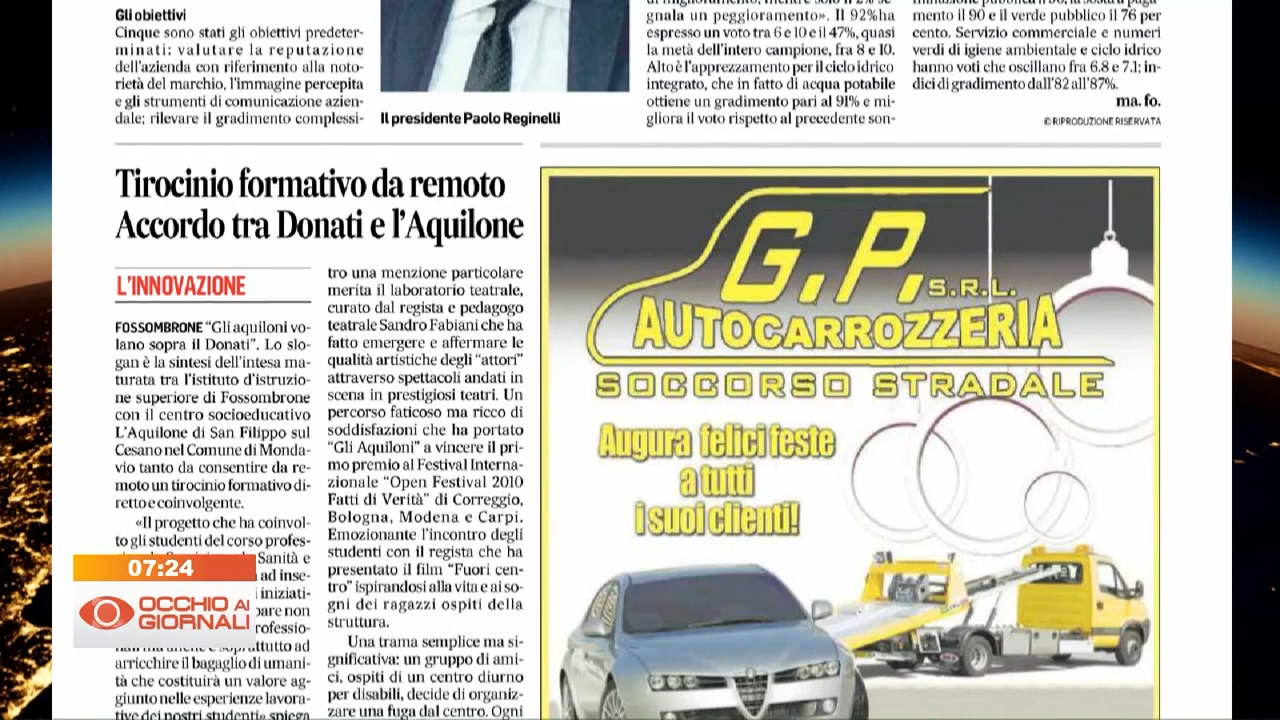 Gli obiettivi
Cinque sono stati gli obiettivi predeter-
minati: valutare la reputazione
dell'azienda con riferimento alla noto-
rietà del marchio, l'immagine percepita
e gli strumenti di comunicazione azien-
dale; rilevare il gradimento complessi-
Il presidente Paolo Reginelli
gnala un peggioramento». Il 92%ha
espresso un voto tra 6 e 10 e il 47%, quasi
la metà dell'intero campione, fra 8 e 10.
Alto è l'apprezzamento per il ciclo idrico
integrato, che in fatto di acqua potabile
ottiene un gradimento pari al 91% e mi-
gliora il voto rispetto al precedente son-
mento il 90 e il verde pubblico il 76 per
cento. Servizio commerciale e numeri
verdi di igiene ambientale e ciclo idrico
hanno voti che oscillano fra 6.8 e 7.1; in-
dici di gradimento dall'82 all'87%.
ma. fo.
© RIPRODUZIONE RISERVATA
Tirocinio formativo da remoto
Accordo tra Donati e l'Aquilone
L'INNOVAZIONE
FOSSOMBRONE "Gli aquiloni vo-
lano sopra il Donati". Lo slo-
gan è la sintesi dell'intesa ma-
turata tra l'istituto d'istruzio-
ne superiore di Fossombrone
con il centro socioeducativo
L'Aquilone di San Filippo sul
Cesano nel Comune di Monda-
vio tanto da consentire da re-
moto un tirocinio formativo di-
retto e coinvolgente.
«Il progetto che ha coinvol-
to gli studenti del corso profes-
Sanità e
ad inse-
iniziati-
pare non
rofessio-
arricchire il bagaglio di umani-
tà che costituirà un valore ag-
giunto nelle esperienze lavora-
tive dei nostri studenti» spiega
tro una menzione particolare
merita il laboratorio teatrale,
curato dal regista e pedagogo
teatrale Sandro Fabiani che ha
fatto emergere e affermare le
qualità artistiche degli "attori"
attraverso spettacoli andati in
scena in prestigiosi teatri. Un
percorso faticoso ma ricco di
soddisfazioni che ha portato
"Gli Aquiloni" a vincere il pri-
mo premio al Festival Interna-
zionale "Open Festival 2010
Fatti di Verità" di Correggio,
Bologna, Modena e Carpi.
Emozionante l'incontro degli
studenti con il regista che ha
presentato il film "Fuori cen-
tro" ispirandosi alla vita e ai so-
gni dei ragazzi ospiti della
struttura.
Una trama semplice ma si-
gnificativa: un gruppo di ami-
ci, ospiti di un centro diurno
per disabili, decide di organiz-
zare una fuga dal centro. Ogni
G.P. S.R.L.
AUTOCARROZZERIA
SOCCORSO STRADALE
Augura felici feste
a tutti
i suoi clienti!
07:24
OCCHIO AI
GIORNALI